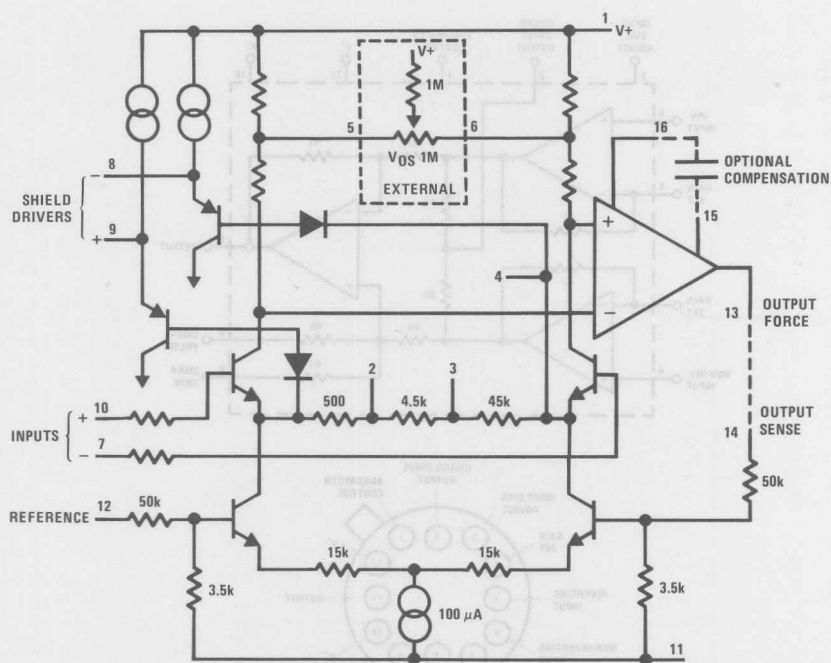 1
V+
V+
1M
5
6
16
VOS 1M
EXTERNAL
OPTIONAL
COMPENSATION
15
8
−
SHIELD
DRIVERS
+
9
+
4
−
13
OUTPUT
FORCE
2
3
10
+
500
4.5k
45k
INPUTS
OUTPUT
SENSE
−
7
14
50k
REFERENCE
12
50k
15k
15k
3.5k
3.5k
100 μA
11